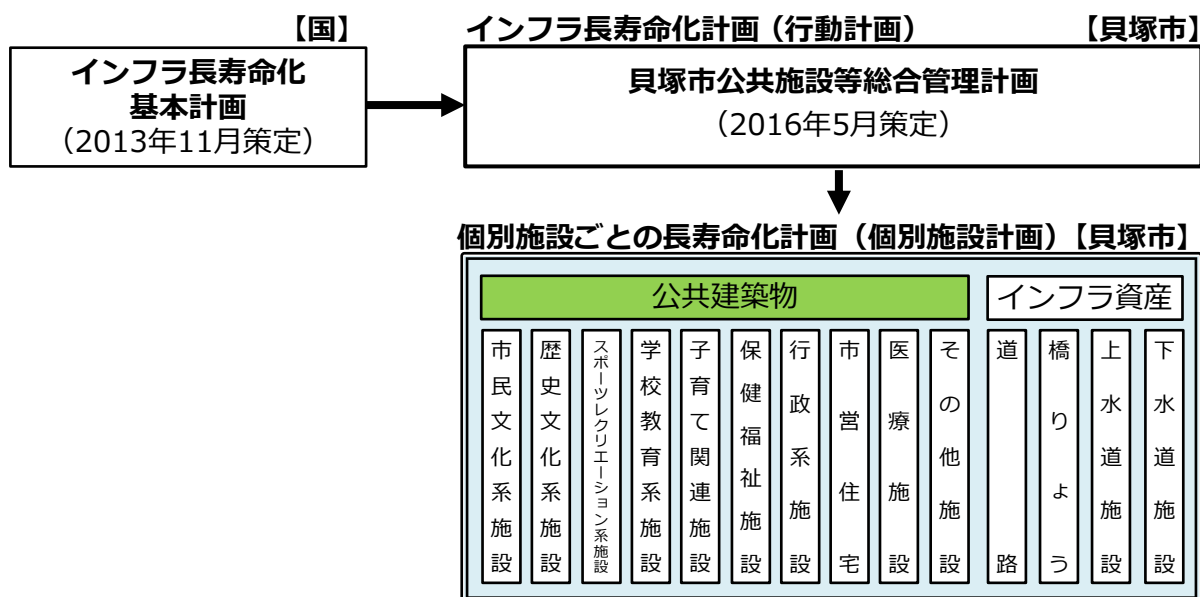 【国】
インフラ長寿命化
基本計画
（2013年11月策定）
インフラ長寿命化計画（行動計画）　【貝塚市】
貝塚市公共施設等総合管理計画
（2016年5月策定）
個別施設ごとの長寿命化計画（個別施設計画）【貝塚市】
公共建築物
市民文化系施設
歴史文化系施設
スポーツレクリエーション系施設
学校教育系施設
子育て関連施設
保健福祉施設
行政系施設
市営住宅
医療施設
その他施設
インフラ資産
道路
橋りょう
上水道施設
下水道施設